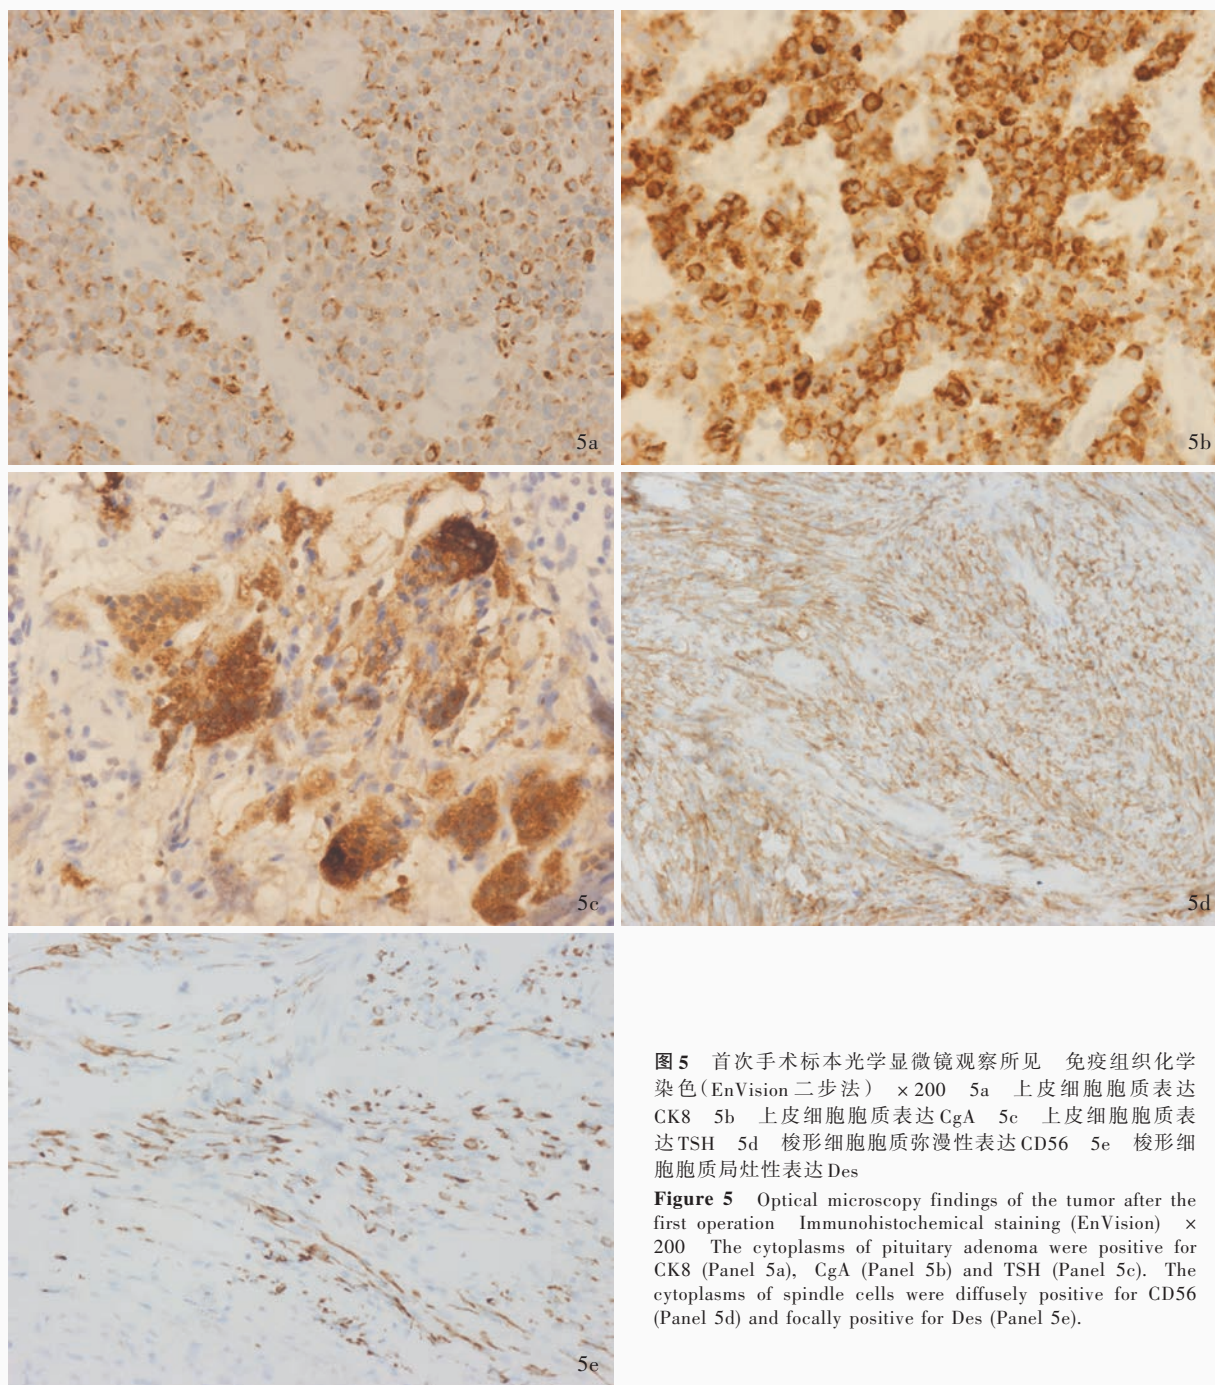 5a
5b
5c
5d
5e
图5 首次手术标本光学显微镜观察所见 免疫组织化学
染色(EnVision 二步法) ×200 5a 上皮细胞胞质表达
CK8 5b 上皮细胞胞质表达CgA 5c 上皮细胞胞质表
达TSH 5d 梭形细胞胞质弥漫性表达CD56 5e 梭形细
胞胞质局灶性表达Des
Figure 5 Optical microscopy findings of the tumor after the
first operation Immunohistochemical staining (EnVision) ×
200 The cytoplasms of pituitary adenoma were positive for
CK8 (Panel 5a), CgA (Panel 5b) and TSH (Panel 5c). The
cytoplasms of spindle cells were diffusely positive for CD56
(Panel 5d) and focally positive for Des (Panel 5e).